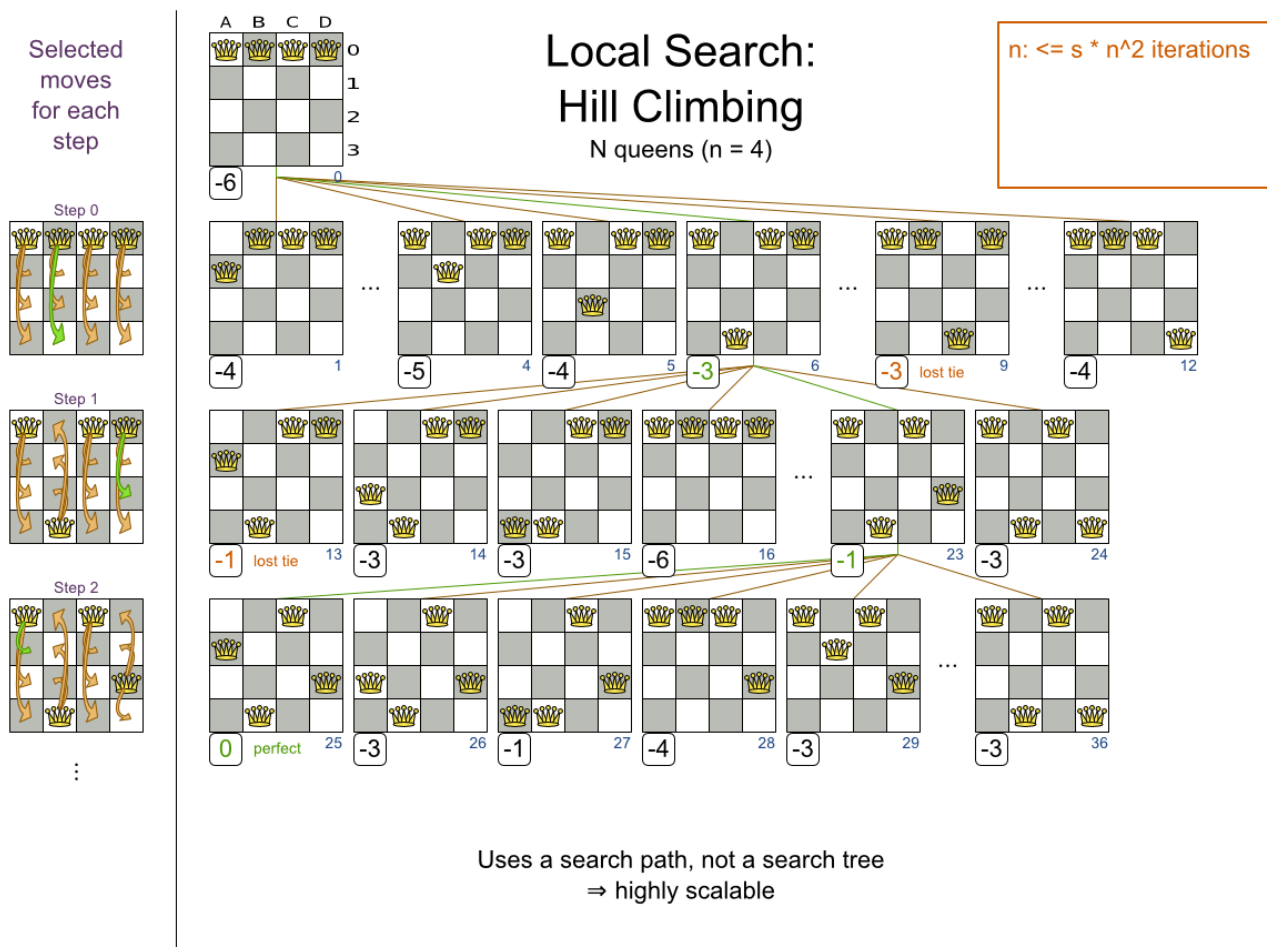 Selected
moves
for each
step
A B C D
0
1
2
3
-6
0
Local Search:
Hill Climbing
N queens (n = 4)
n: <= s * n^2 iterations
Step 0
...
...
...
-4
1
-5
4
-4
5
-3
6
-3
lost tie
9
-4
12
Step 1
...
-1
lost tie
13
-3
14
-3
15
-6
16
-1
23
-3
24
Step 2
...
0
perfect
25
-3
26
-1
27
-4
28
-3
29
-3
36
...
Uses a search path, not a search tree
⇒ highly scalable